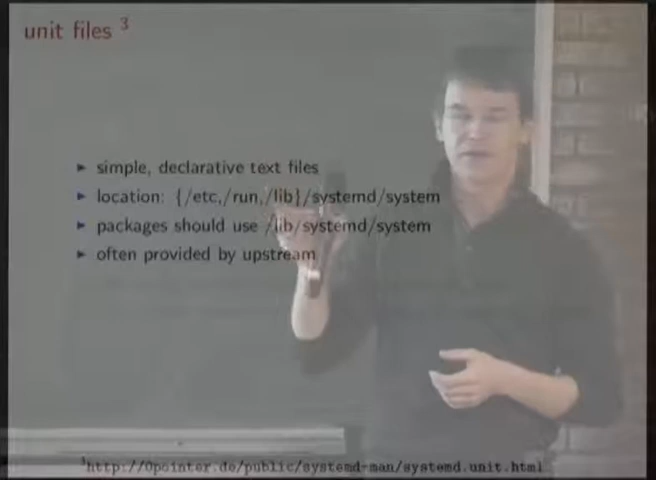 unit files 3
▶ simple, declarative text files
▶ location: {/etc,/run,/lib}/systemd/system
▶ packages should use /lib/systemd/system
▶ often provided by upstream
3http://0pointer.de/public/systemd-man/systemd.unit.html